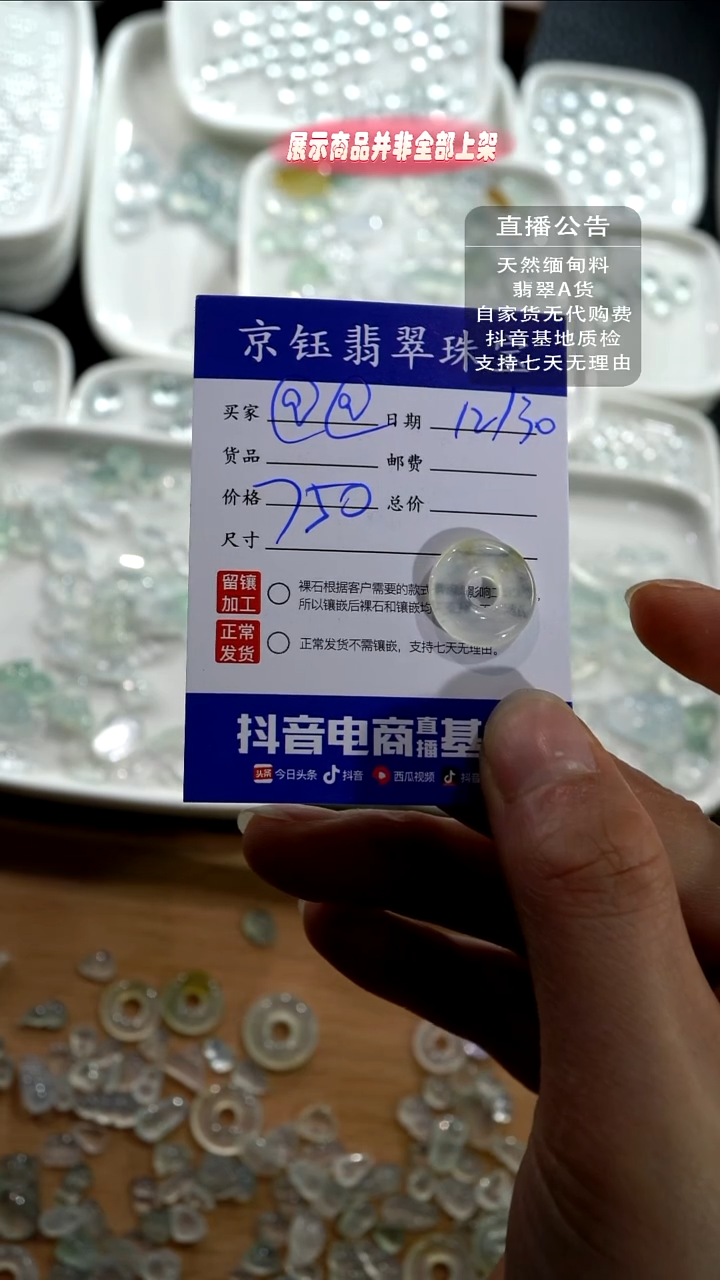 展示商品并非全部上架
直播公告
天然缅甸料
翡翠A货
自家货无代购费
抖音基地质检
支持七天无理由
京钰翡翠珠
买家 @@ 日期 12/30
货品 邮费
价格 750 总价
尺寸
留镶加工 裸石根据客户需要的款式 影响二
所以镶嵌后裸石和镶嵌均
正常发货 正常发货不需镶嵌，支持七天无理由。
抖音电商直播基
头条 今日头条 抖音 西瓜视频 抖音